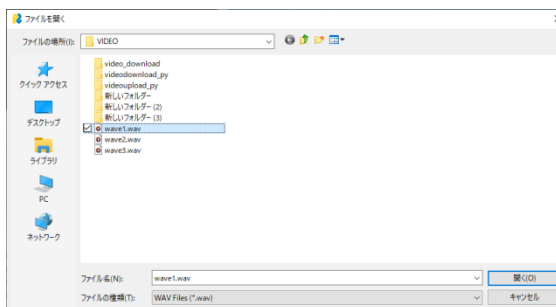 ファイルを開く
ファイルの場所(I):
VIDEO
クイック アクセス
デスクトップ
ライブラリ
PC
ネットワーク
video_download
videodownload_py
videoupload_py
新しいフォルダー
新しいフォルダー (2)
新しいフォルダー (3)
wave1.wav
wave2.wav
wave3.wav
ファイル名(N):
wave1.wav
開く(O)
ファイルの種類(T):
WAV Files (*.wav)
キャンセル